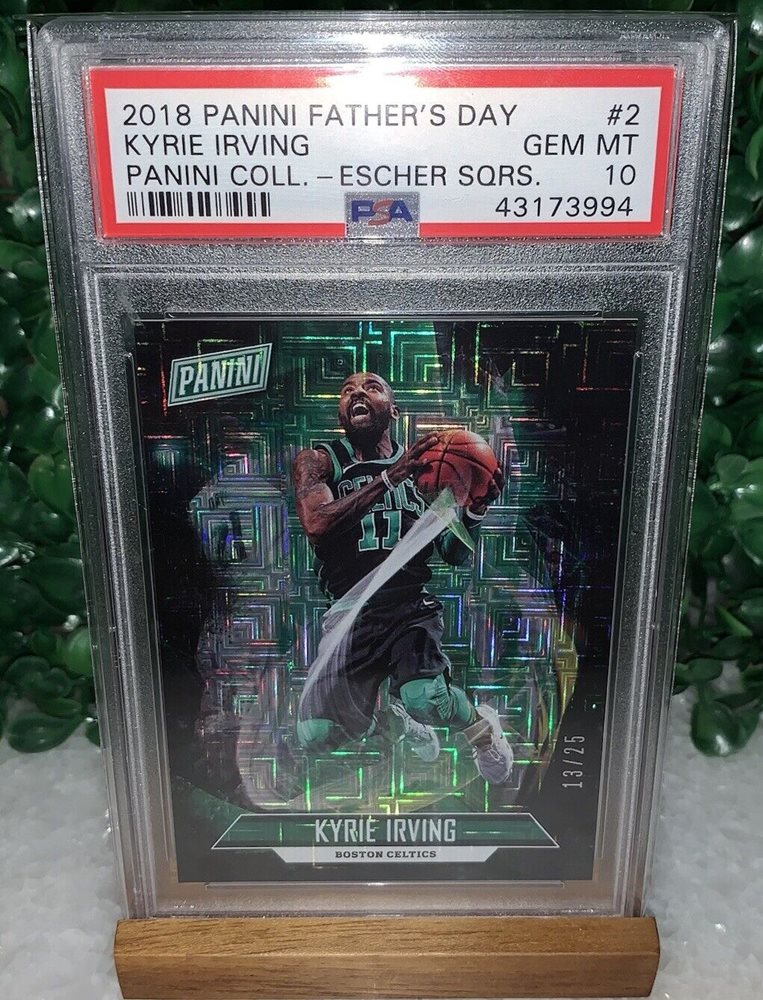 2018 PANINI FATHER'S DAY #2
KYRIE IRVING GEM MT
PANINI COLL. – ESCHER SQRS. 10
PSA 43173994
PANINI
CELTICS
11
13/25
KYRIE IRVING
BOSTON CELTICS